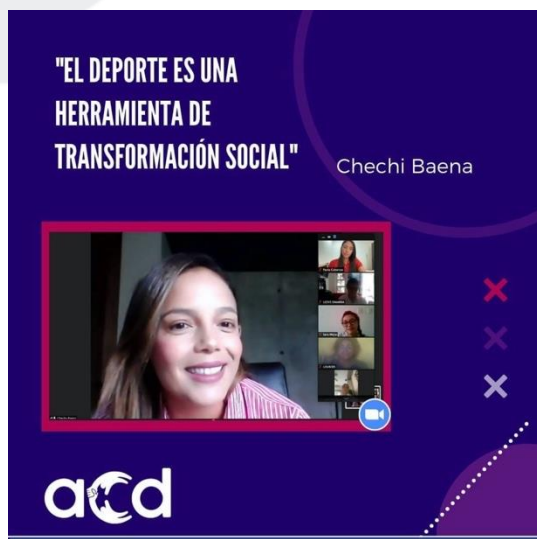 "EL DEPORTE ES UNA
HERRAMIENTA DE
TRANSFORMACIÓN SOCIAL"
Chechi Baena
acd